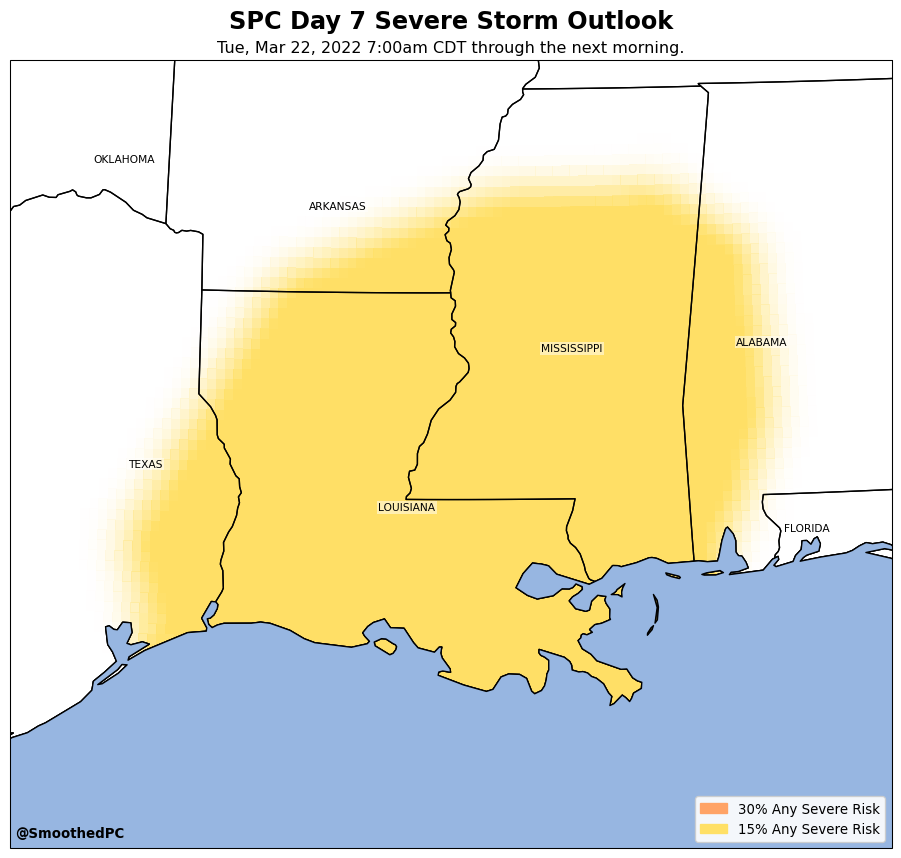 SPC Day 7 Severe Storm Outlook
Tue, Mar 22, 2022 7:00am CDT through the next morning.
OKLAHOMA
ARKANSAS
MISSISSIPPI
ALABAMA
TEXAS
LOUISIANA
FLORIDA
30% Any Severe Risk
15% Any Severe Risk
@SmoothedPC